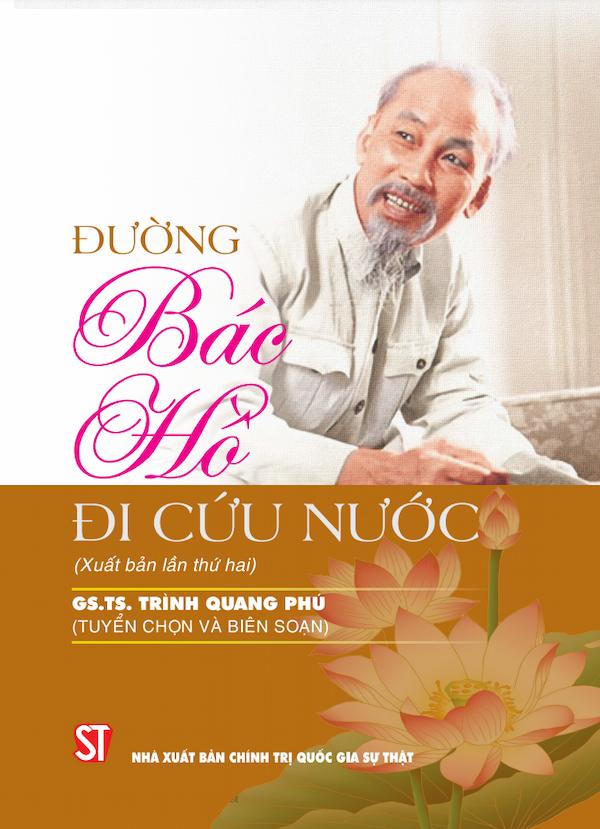 ĐƯỜNG
Bác
Hồ
ĐI CỨU NƯỚC
(Xuất bản lần thứ hai)
GS.TS. TRÌNH QUANG PHÚ
(TUYỂN CHỌN VÀ BIÊN SOẠN)
ST
NHÀ XUẤT BẢN CHÍNH TRỊ QUỐC GIA SỰ THẬT